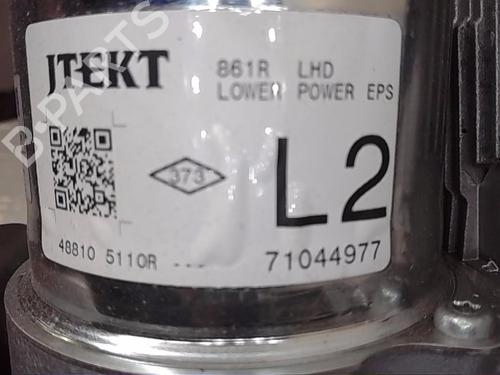 JTEKT
861R LHD
LOWER POWER EPS
373
L2
48810 5110R ---
71044977
B-PARTS